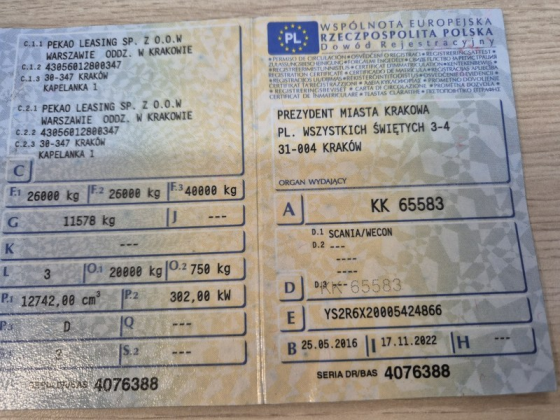 C.1.1 PEKAO LEASING SP. Z O.O.W
WARSZAWIE ODDZ. W KRAKOWIE
C.1.2 43056012800347
C.1.3 30-347 KRAKÓW
KAPELANKA 1
C.2.1 PEKAO LEASING SP. Z O.O.W
WARSZAWIE ODDZ. W KRAKOWIE
C.2.2 43056012800347
C.2.3 30-347 KRAKÓW
KAPELANKA 1
C
F.1 26000 kg F.2 26000 kg F.3 40000 kg
G 11578 kg J ---
K ---
L 3 O.1 20000 kg O.2 750 kg
P.1 12742,00 cm³ P.2 302,00 kW
P.3 D Q ---
S.2 ---
4076388
PL
WSPÓLNOTA EUROPEJSKA
RZECZPOSPOLITA POLSKA
Dowód Rejestracyjny
PREZYDENT MIASTA KRAKOWA
PL. WSZYSTKICH ŚWIĘTYCH 3-4
31-004 KRAKÓW
ORGAN WYDAJĄCY
A KK 65583
D.1 SCANIA/WECON
D.2 ---
----
----
D D.3 ---
KK 65583
E YS2R6X20005424866
B 25.05.2016 I 17.11.2022 H ---
SERIA DR/BAS 4076388